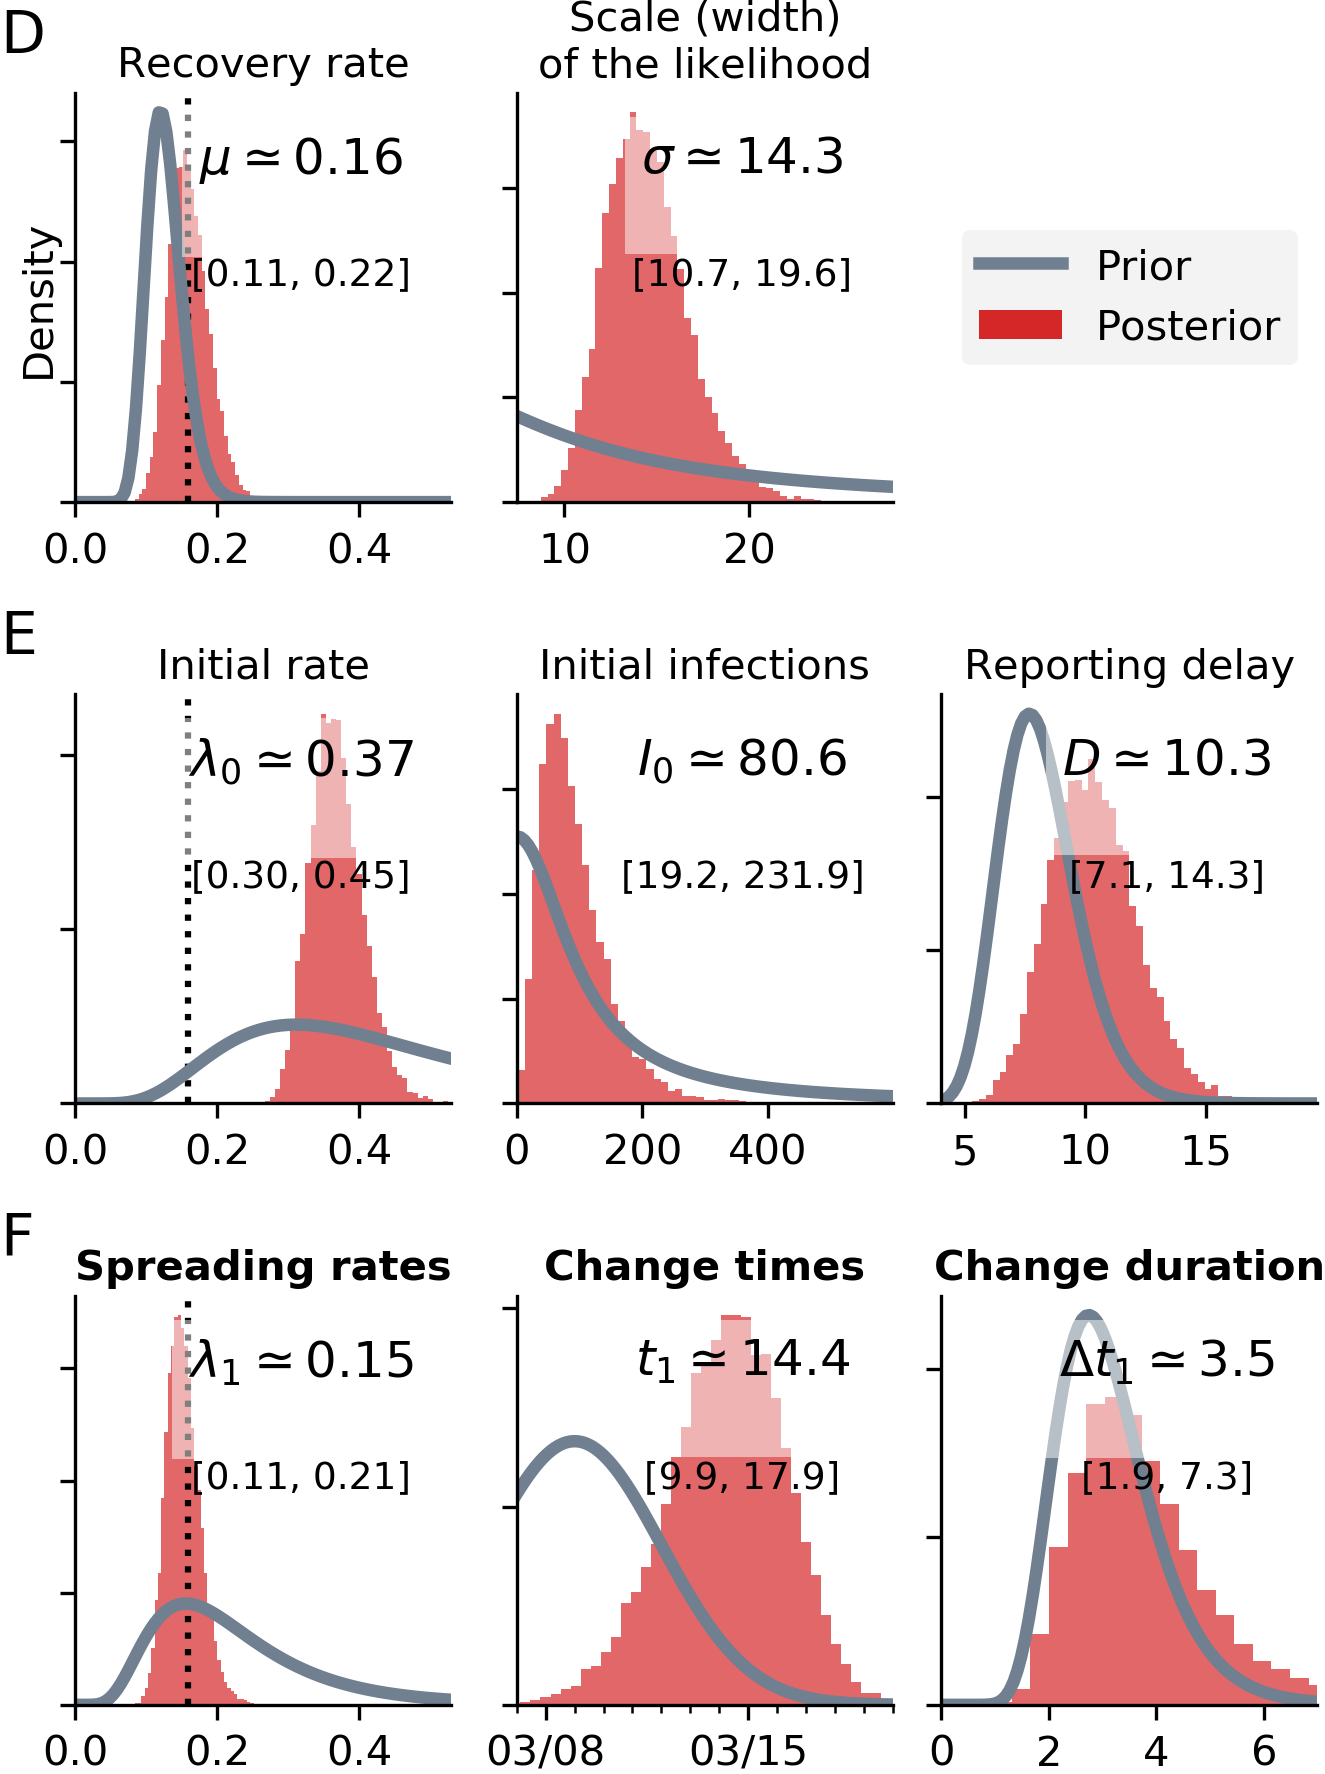 D
Recovery rate
Scale (width)
of the likelihood
Density
μ ≃ 0.16
[0.11, 0.22]
0.0 0.2 0.4
σ ≃ 14.3
[10.7, 19.6]
10 20
Prior
Posterior
E
Initial rate
λ₀ ≃ 0.37
[0.30, 0.45]
0.0 0.2 0.4
Initial infections
I₀ ≃ 80.6
[19.2, 231.9]
0 200 400
Reporting delay
D ≃ 10.3
[7.1, 14.3]
5 10 15
F
Spreading rates
λ₁ ≃ 0.15
[0.11, 0.21]
0.0 0.2 0.4
Change times
t₁ ≃ 14.4
[9.9, 17.9]
03/08 03/15
Change duration
Δt₁ ≃ 3.5
[1.9, 7.3]
0 2 4 6